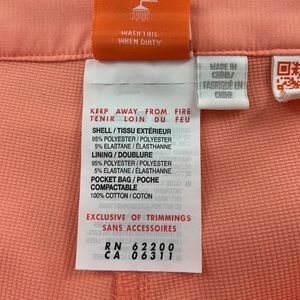 WASH THIS
WHEN DIRTY
MADE IN
CHINA/
FABRIQUÉ EN
CHINE
KEEP AWAY FROM FIRE
TENIR LOIN DU FEU
SHELL / TISSU EXTÉRIEUR
95% POLYESTER / POLYESTER
5% ELASTANE / ÉLASTHANNE
LINING / DOUBLURE
95% POLYESTER / POLYESTER
5% ELASTANE / ÉLASTHANNE
POCKET BAG / POCHE
COMPACTABLE
100% COTTON / COTON
EXCLUSIVE OF TRIMMINGS
SANS ACCESSOIRES
RN 62200
CA 06311